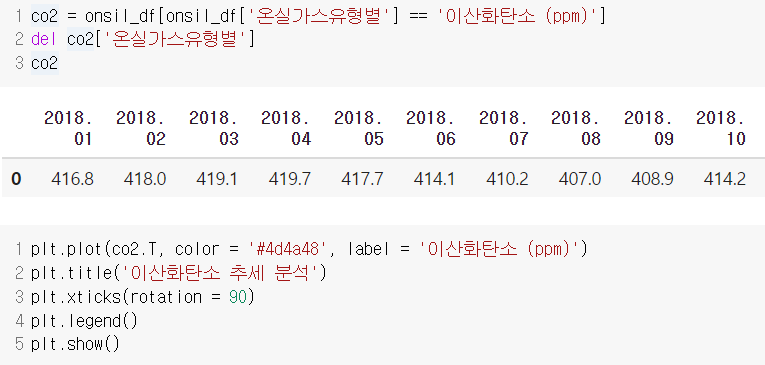 1 co2 = onsil_df[onsil_df['온실가스유형별'] == '이산화탄소 (ppm)']
2 del co2['온실가스유형별']
3 co2
2018. 2018. 2018. 2018. 2018. 2018. 2018. 2018. 2018. 2018.
01 02 03 04 05 06 07 08 09 10
0 416.8 418.0 419.1 419.7 417.7 414.1 410.2 407.0 408.9 414.2
1 plt.plot(co2.T, color = '#4d4a48', label = '이산화탄소 (ppm)')
2 plt.title('이산화탄소 추세 분석')
3 plt.xticks(rotation = 90)
4 plt.legend()
5 plt.show()